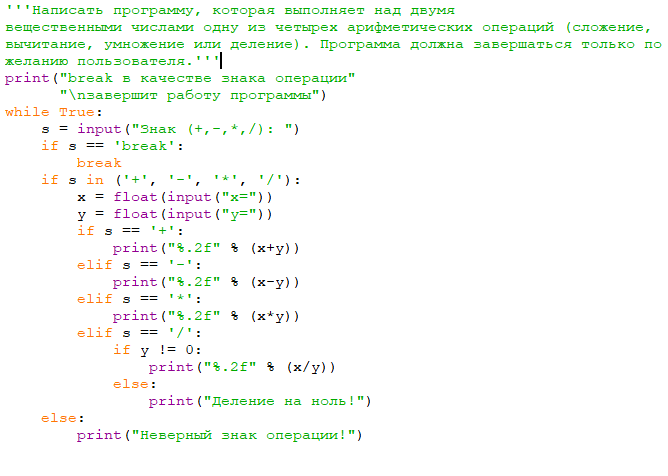 '''Написать программу, которая выполняет над двумя
вещественными числами одну из четырех арифметических операций (сложение,
вычитание, умножение или деление). Программа должна завершаться только по
желанию пользователя.'''
print("break в качестве знака операции"
      "\nзавершит работу программы")
while True:
    s = input("Знак (+,-,*,/): ")
    if s == 'break':
        break
    if s in ('+', '-', '*', '/'):
        x = float(input("x="))
        y = float(input("y="))
        if s == '+':
            print("%.2f" % (x+y))
        elif s == '-':
            print("%.2f" % (x-y))
        elif s == '*':
            print("%.2f" % (x*y))
        elif s == '/':
            if y != 0:
                print("%.2f" % (x/y))
            else:
                print("Деление на ноль!")
    else:
        print("Неверный знак операции!")